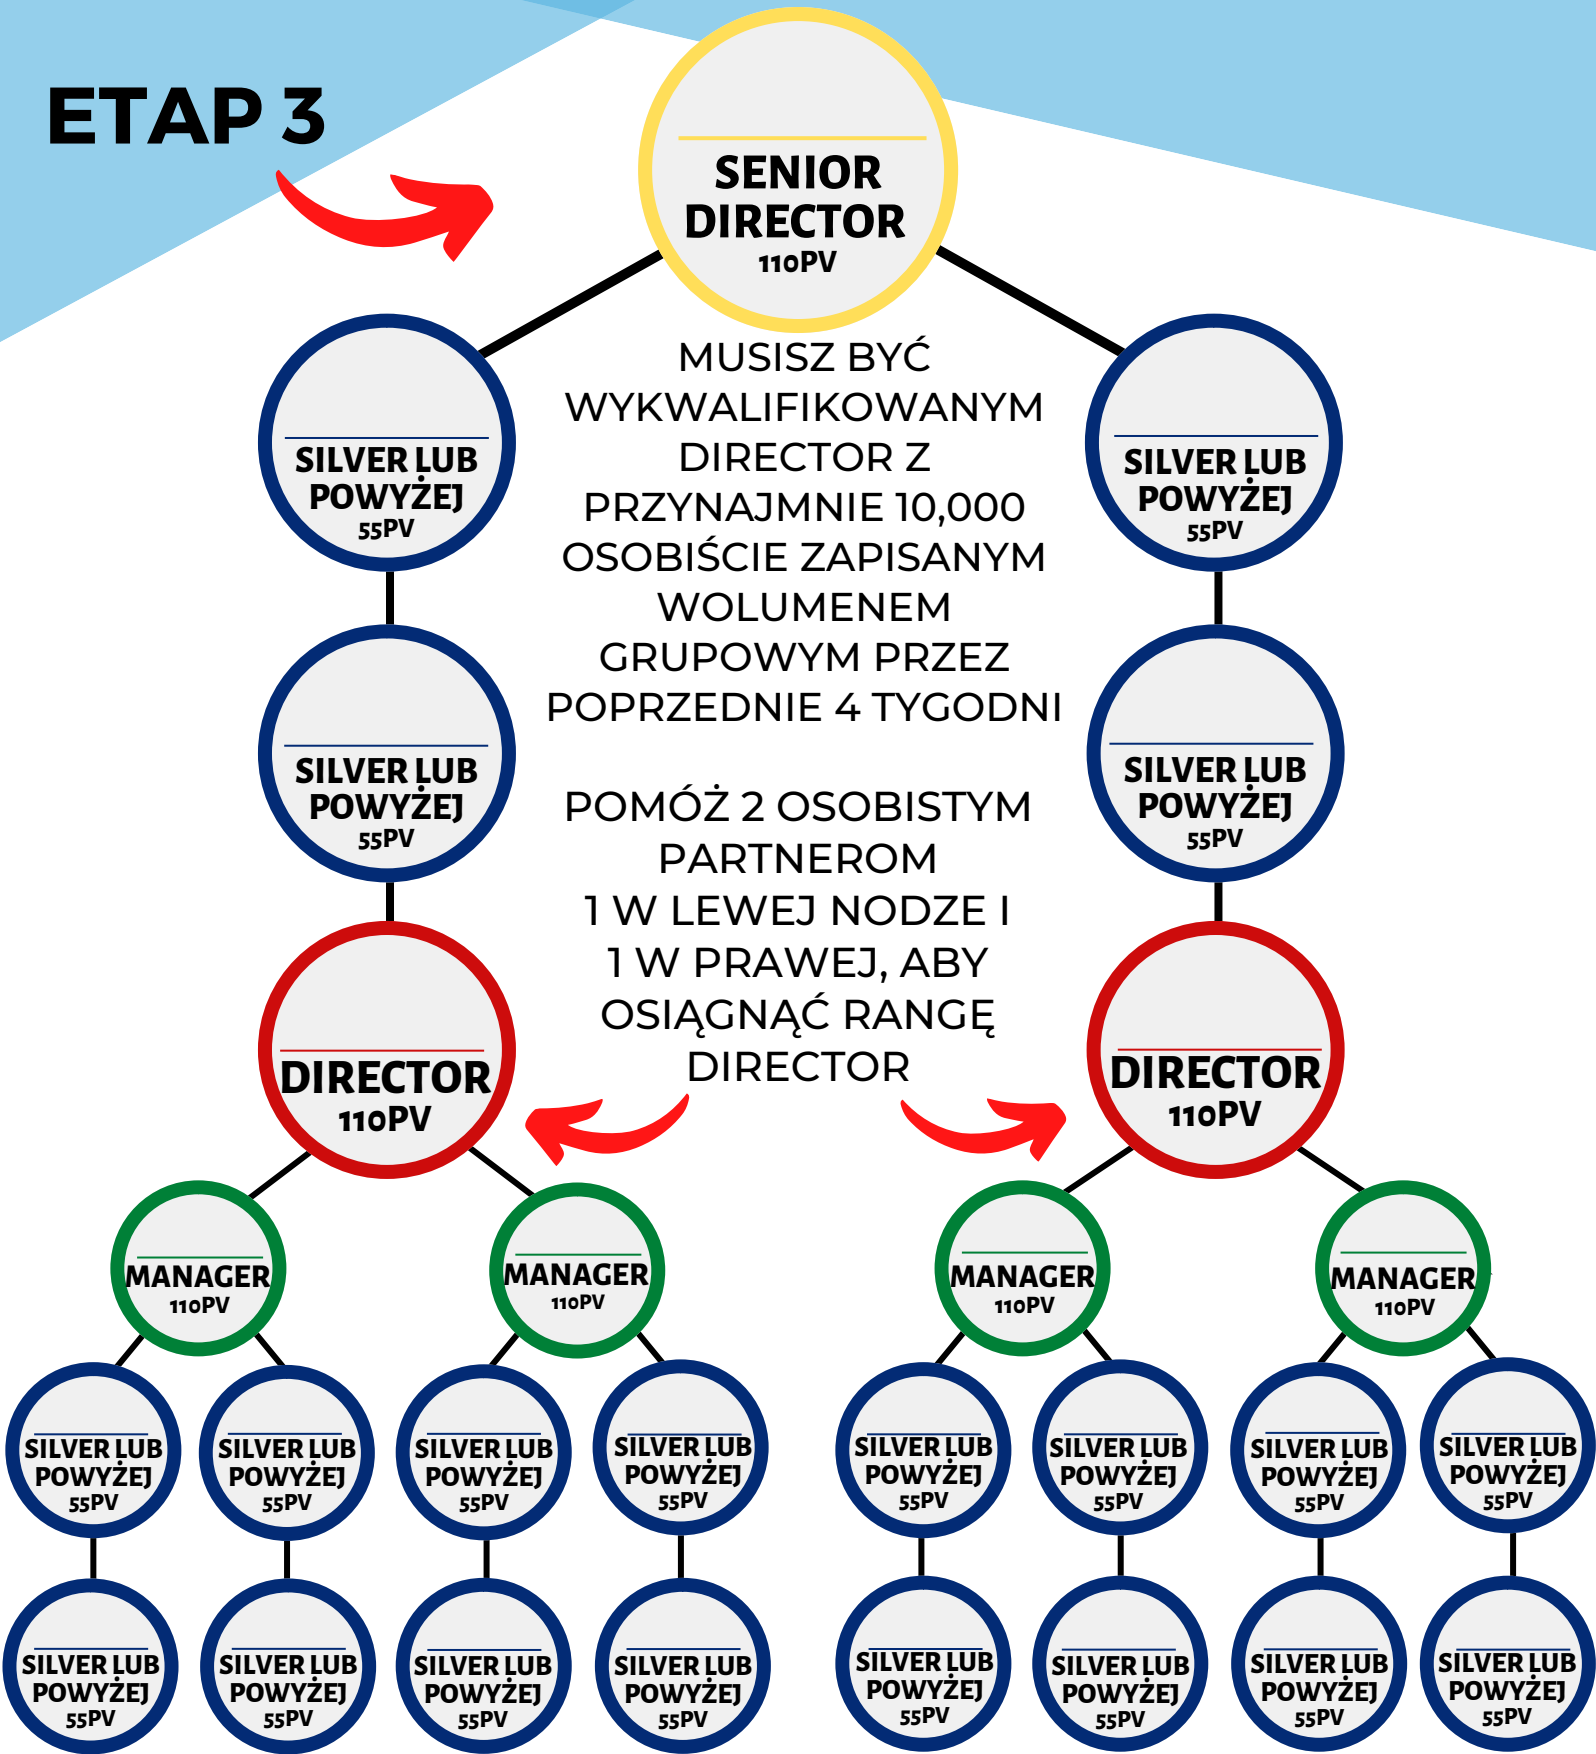 ETAP 3
SENIOR
DIRECTOR
110PV
MUSISZ BYĆ
WYKWALIFIKOWANYM
DIRECTOR Z
PRZYNAJMNIE 10,000
OSOBIŚCIE ZAPISANYM
WOLUMENEM
GRUPOWYM PRZEZ
POPRZEDNIE 4 TYGODNI
SILVER LUB
POWYŻEJ
55PV
SILVER LUB
POWYŻEJ
55PV
SILVER LUB
POWYŻEJ
55PV
SILVER LUB
POWYŻEJ
55PV
POMÓŻ 2 OSOBISTYM
PARTNEROM
1 W LEWEJ NODZE I
1 W PRAWEJ, ABY
OSIĄGNĄĆ RANGĘ
DIRECTOR
DIRECTOR
110PV
DIRECTOR
110PV
MANAGER
110PV
MANAGER
110PV
MANAGER
110PV
MANAGER
110PV
SILVER LUB
POWYŻEJ
55PV
SILVER LUB
POWYŻEJ
55PV
SILVER LUB
POWYŻEJ
55PV
SILVER LUB
POWYŻEJ
55PV
SILVER LUB
POWYŻEJ
55PV
SILVER LUB
POWYŻEJ
55PV
SILVER LUB
POWYŻEJ
55PV
SILVER LUB
POWYŻEJ
55PV
SILVER LUB
POWYŻEJ
55PV
SILVER LUB
POWYŻEJ
55PV
SILVER LUB
POWYŻEJ
55PV
SILVER LUB
POWYŻEJ
55PV
SILVER LUB
POWYŻEJ
55PV
SILVER LUB
POWYŻEJ
55PV
SILVER LUB
POWYŻEJ
55PV
SILVER LUB
POWYŻEJ
55PV